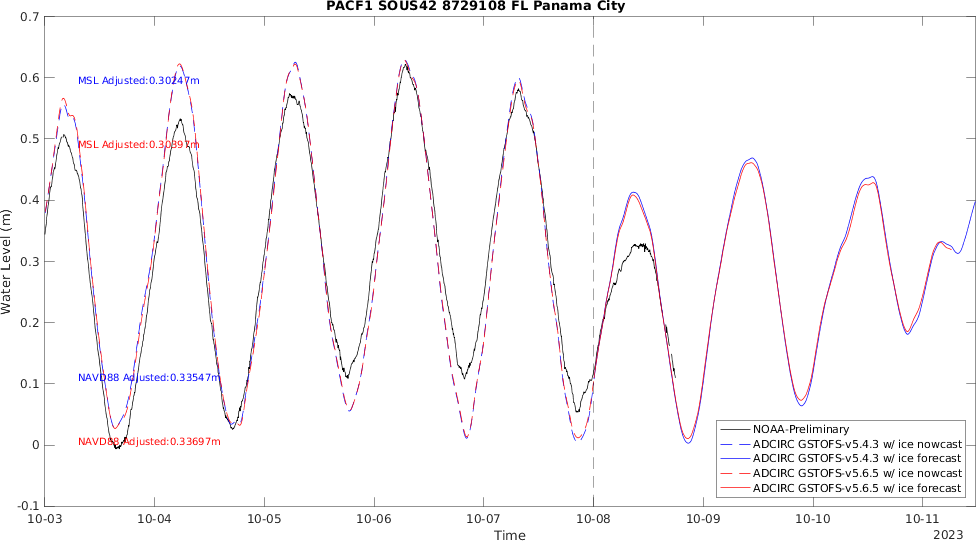 PACF1 SOUS42 8729108 FL Panama City
0.7
0.6
0.5
0.4
0.3
0.2
0.1
0
-0.1
Water Level (m)
MSL Adjusted:0.30247m
MSL Adjusted:0.30397m
NAVD88 Adjusted:0.33547m
NAVD88 Adjusted:0.33697m
NOAA-Preliminary
ADCIRC GSTOFS-v5.4.3 w/ ice nowcast
ADCIRC GSTOFS-v5.4.3 w/ ice forecast
ADCIRC GSTOFS-v5.6.5 w/ ice nowcast
ADCIRC GSTOFS-v5.6.5 w/ ice forecast
10-03 10-04 10-05 10-06 10-07 10-08 10-09 10-10 10-11
Time
2023